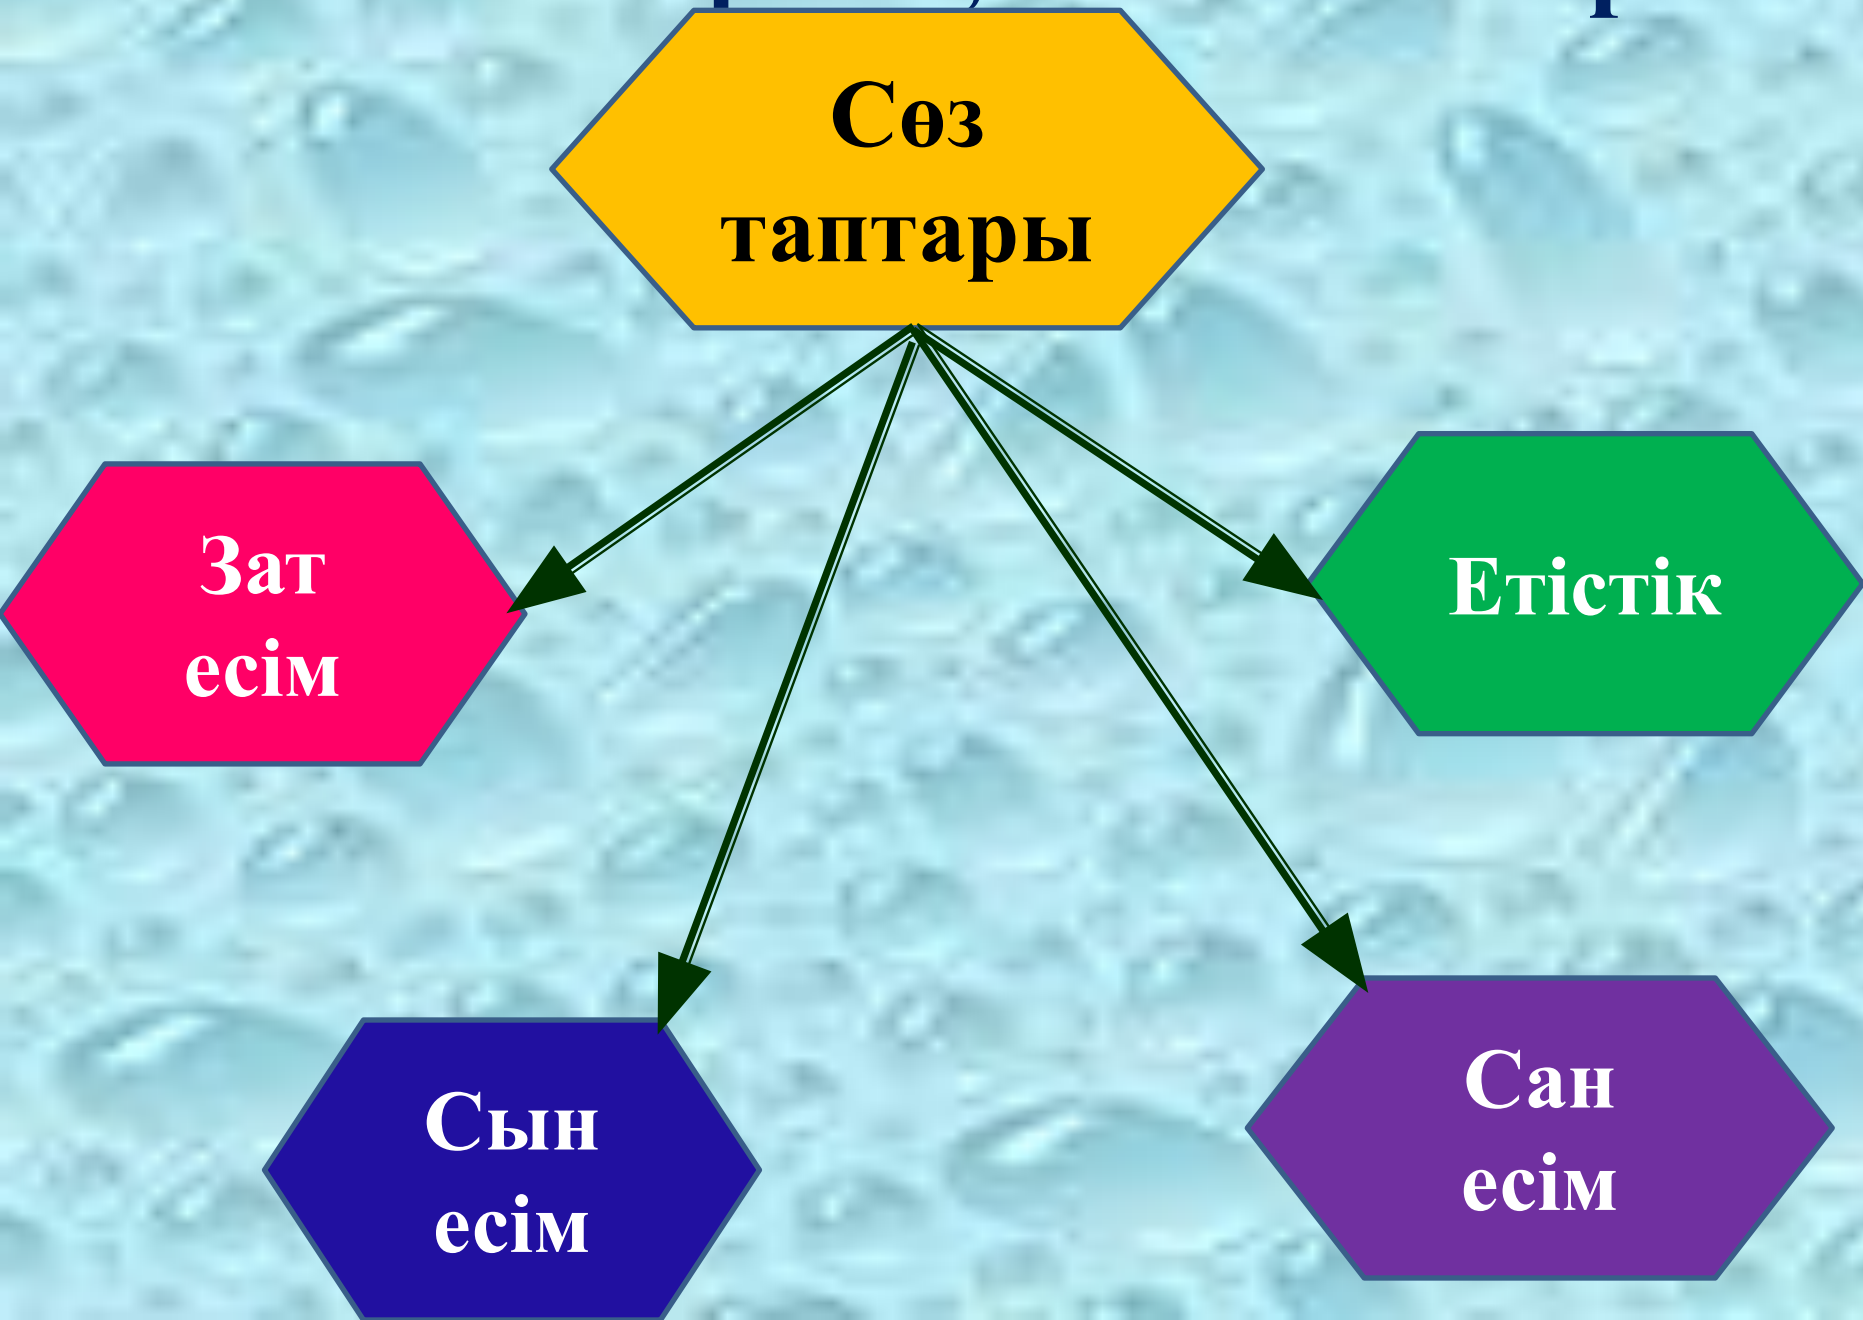 Сөз
таптары
Зат
есім
Етістік
Сын
есім
Сан
есім